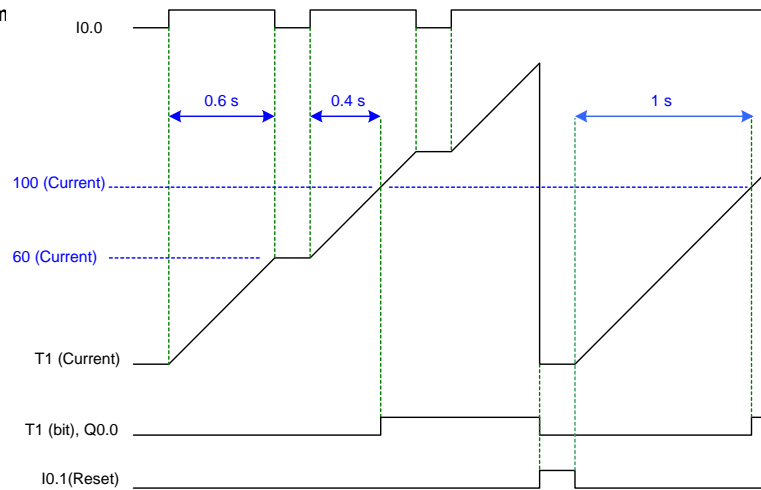 I0.0
0.6 s
0.4 s
1 s
100 (Current)
60 (Current)
T1 (Current)
T1 (bit), Q0.0
I0.1(Reset)